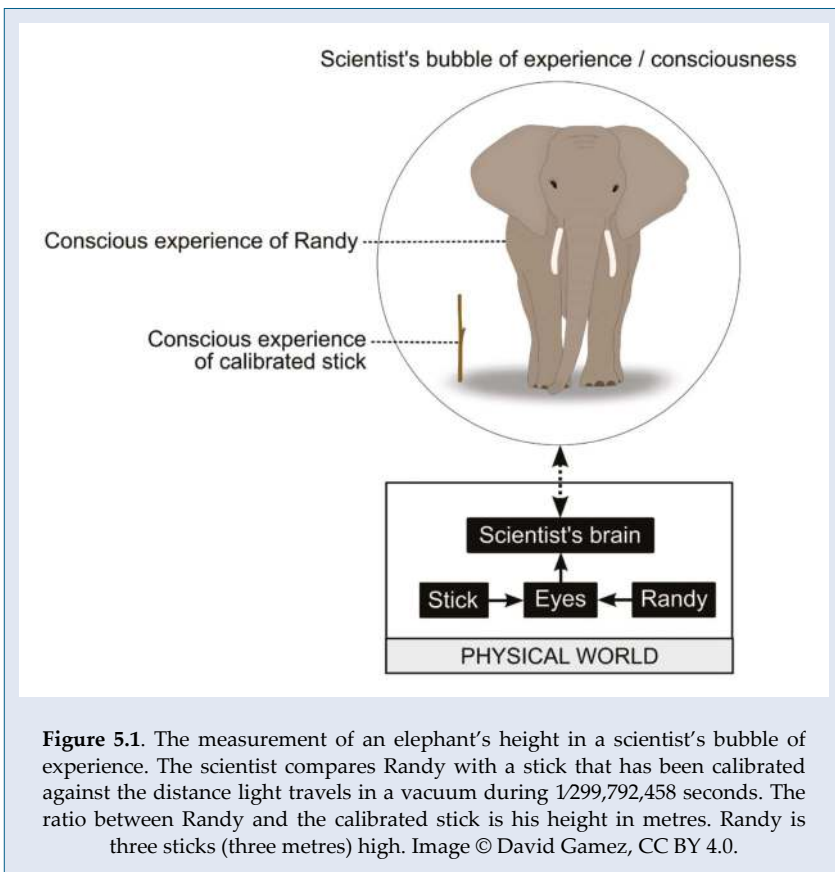 Scientist's bubble of experience / consciousness
Conscious experience of Randy
Conscious experience
of calibrated stick
Scientist's brain
Stick
Eyes
Randy
PHYSICAL WORLD
Figure 5.1. The measurement of an elephant's height in a scientist's bubble of
experience. The scientist compares Randy with a stick that has been calibrated
against the distance light travels in a vacuum during 1⁄299,792,458 seconds. The
ratio between Randy and the calibrated stick is his height in metres. Randy is
three sticks (three metres) high. Image © David Gamez, CC BY 4.0.